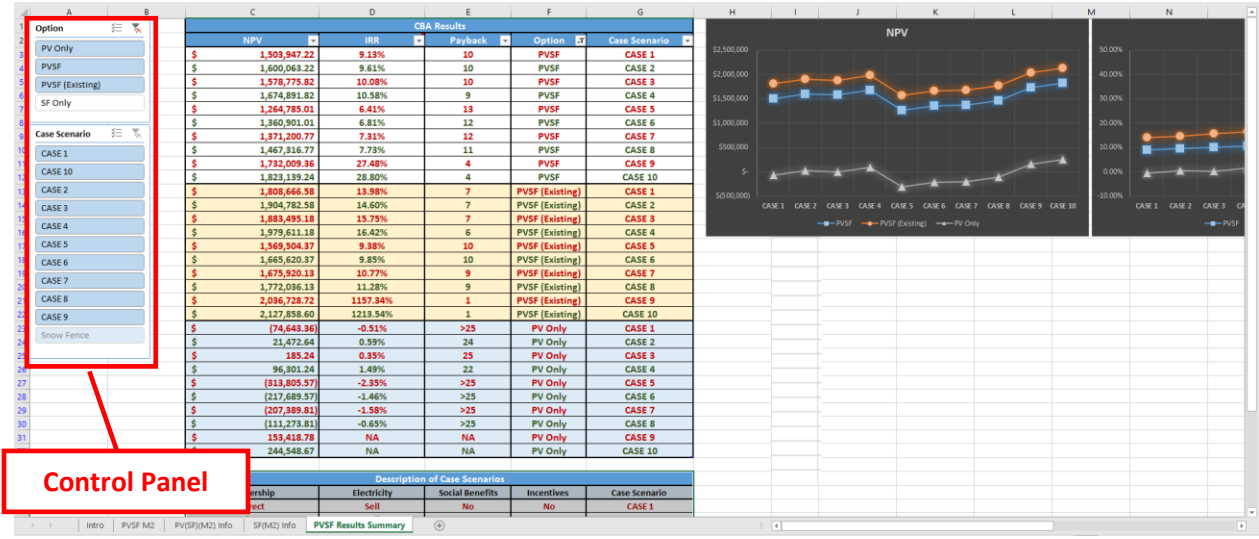 A B C D E F G H I J K L M N
Option
PV Only
PVSF
PVSF (Existing)
SF Only
Case Scenario
CASE 1
CASE 10
CASE 2
CASE 3
CASE 4
CASE 5
CASE 6
CASE 7
CASE 8
CASE 9
Snow Fence
Control Panel
1 CBA Results
2 NPV IRR Payback Option Case Scenario
3 $ 1,503,947.22 9.13% 10 PVSF CASE 1
$ 1,600,063.22 9.61% 10 PVSF CASE 2
$ 1,578,775.82 10.08% 10 PVSF CASE 3
$ 1,674,891.82 10.58% 9 PVSF CASE 4
$ 1,264,785.01 6.41% 13 PVSF CASE 5
$ 1,360,901.01 6.81% 12 PVSF CASE 6
$ 1,371,200.77 7.31% 12 PVSF CASE 7
$ 1,467,316.77 7.73% 11 PVSF CASE 8
$ 1,732,009.36 27.48% 4 PVSF CASE 9
$ 1,823,139.24 28.80% 4 PVSF CASE 10
$ 1,808,666.58 13.98% 7 PVSF (Existing) CASE 1
$ 1,904,782.58 14.60% 7 PVSF (Existing) CASE 2
$ 1,883,495.18 15.75% 7 PVSF (Existing) CASE 3
$ 1,979,611.18 16.42% 6 PVSF (Existing) CASE 4
$ 1,569,504.37 9.38% 10 PVSF (Existing) CASE 5
$ 1,665,620.37 9.85% 10 PVSF (Existing) CASE 6
$ 1,675,920.13 10.77% 9 PVSF (Existing) CASE 7
$ 1,772,036.13 11.28% 9 PVSF (Existing) CASE 8
$ 2,036,728.72 1157.34% 1 PVSF (Existing) CASE 9
$ 2,127,858.60 1213.54% 1 PVSF (Existing) CASE 10
$ (74,643.36) -0.51% >25 PV Only CASE 1
$ 21,472.64 0.59% 24 PV Only CASE 2
$ 185.24 0.35% 25 PV Only CASE 3
$ 96,301.24 1.49% 22 PV Only CASE 4
27 $ (313,805.57) -2.35% >25 PV Only CASE 5
28 $ (217,689.57) -1.46% >25 PV Only CASE 6
29 $ (207,389.81) -1.58% >25 PV Only CASE 7
30 $ (111,273.81) -0.65% >25 PV Only CASE 8
31 $ 153,418.78 NA NA PV Only CASE 9
244,548.67 NA NA PV Only CASE 10
Description of Case Scenarios
Electricity Social Benefits Incentives Case Scenario
Sell No No CASE 1
NPV
$2,500,000
$2,000,000
$1,500,000
$1,000,000
$500,000
$-
$(500,000)
CASE 1 CASE 2 CASE 3 CASE 4 CASE 5 CASE 6 CASE 7 CASE 8 CASE 9 CASE 10
PVSF PVSF (Existing) PV Only
50.00%
40.00%
30.00%
20.00%
10.00%
0.00%
-10.00%
CASE 1 CASE 2 CASE 3
PVSF
Intro PVSF M2 PV(SF)(M2) Info SF(M2) Info PVSF Results Summary